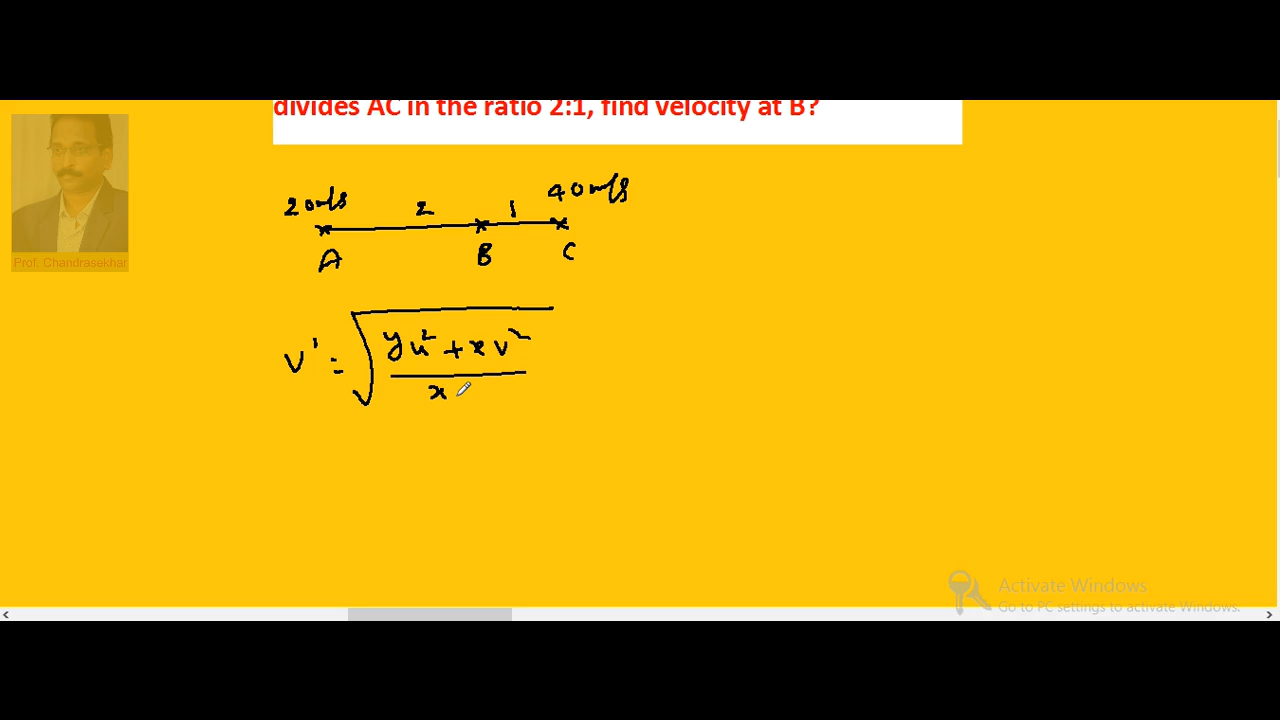 divides AC in the ratio 2:1, find velocity at B?
20m/s 2 1 40m/s
A B C
v' = √
yu² + xv²
x
Prof. Chandrasekhar
Activate Windows
Go to PC settings to activate Windows.